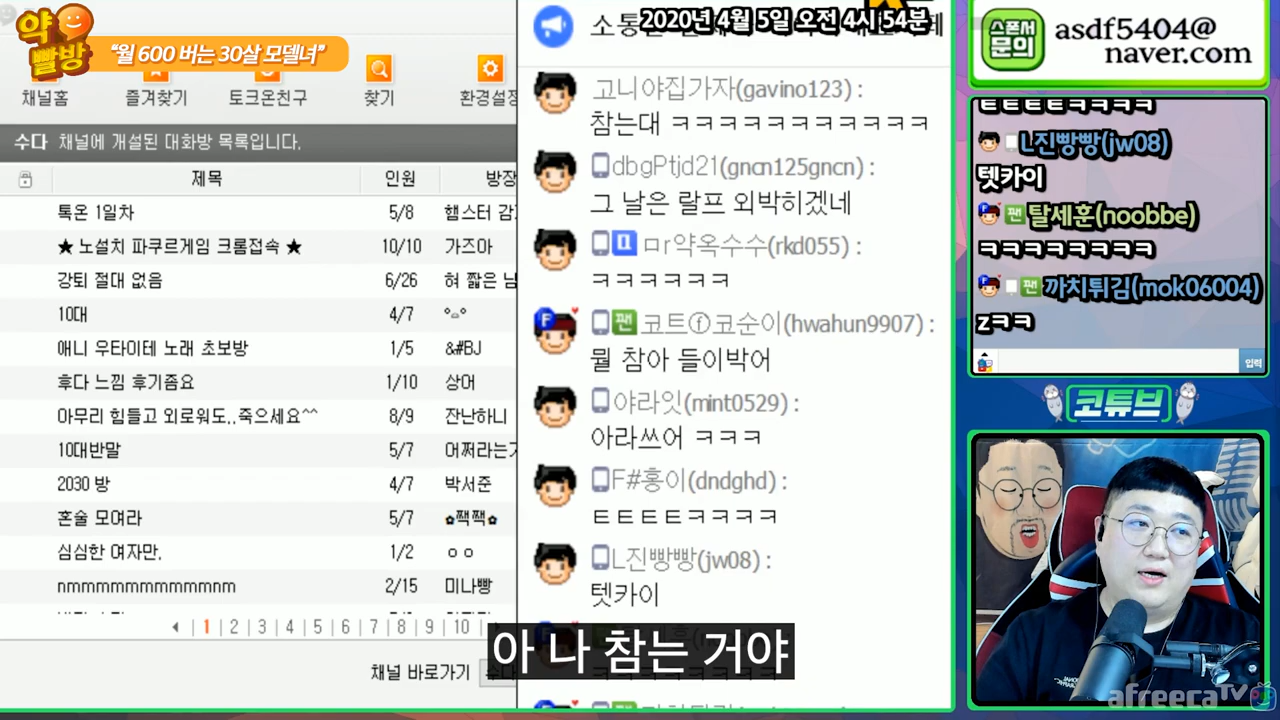 약빨방
“월 600 버는 30살 모델녀”
채널홈
즐겨찾기
토크온친구
찾기
환경설정
수다 채널에 개설된 대화방 목록입니다.
제목 인원 방장
톡온 1일차 5/8
★ 노설치 파쿠르게임 크롬접속 ★ 10/10 가즈아
강퇴 절대 없음 6/26 혀 짧은 남
10대 4/7
애니 우타이테 노래 초보방 1/5 &#BJ
후다 느낌 후기좀요 1/10 상어
아무리 힘들고 외로워도,,죽으세요^^ 8/9 잔난하니
10대반말 5/7
2030 방 4/7 박서준
혼술 모여라 5/7 ✿짹짹✿
심심한 여자만, 1/2 ㅇㅇ
nmmmmmmmmmmmnm 2/15 미나빵
1 2 3 4 5 6 7 8 9 10
채널 바로가기
2020년 4월 5일 오전 4시 54분
고니야집가자(gavino123) :
참는대 ㅋㅋㅋㅋㅋㅋㅋㅋㅋㅋㅋ
dbgPtjd21(gncn125gncn) :
그 날은 랄프 외박히겠네
ㅁr약옥수수(rkd055) :
ㅋㅋㅋㅋㅋㅋ
팬 코트ⓕ코순이(hwahun9907) :
뭘 참아 들이박어
야라잇(mint0529) :
아라쓰어 ㅋㅋㅋ
F#홍이(dndghd) :
ㅌㅌㅌㅌㅋㅋㅋㅋ
L진빵빵(jw08) :
텟카이
아 나 참는 거야
스폰서
문의
asdf5404@
naver.com
ㅌㅌㅌㅌㅋㅋㅋㅋ
L진빵빵(jw08)
텟카이
팬 탈세훈(noobbe)
ㅋㅋㅋㅋㅋㅋㅋㅋ
팬 까치튀김(mok06004)
zㅋㅋ
입력
코튜브
afreecaTV